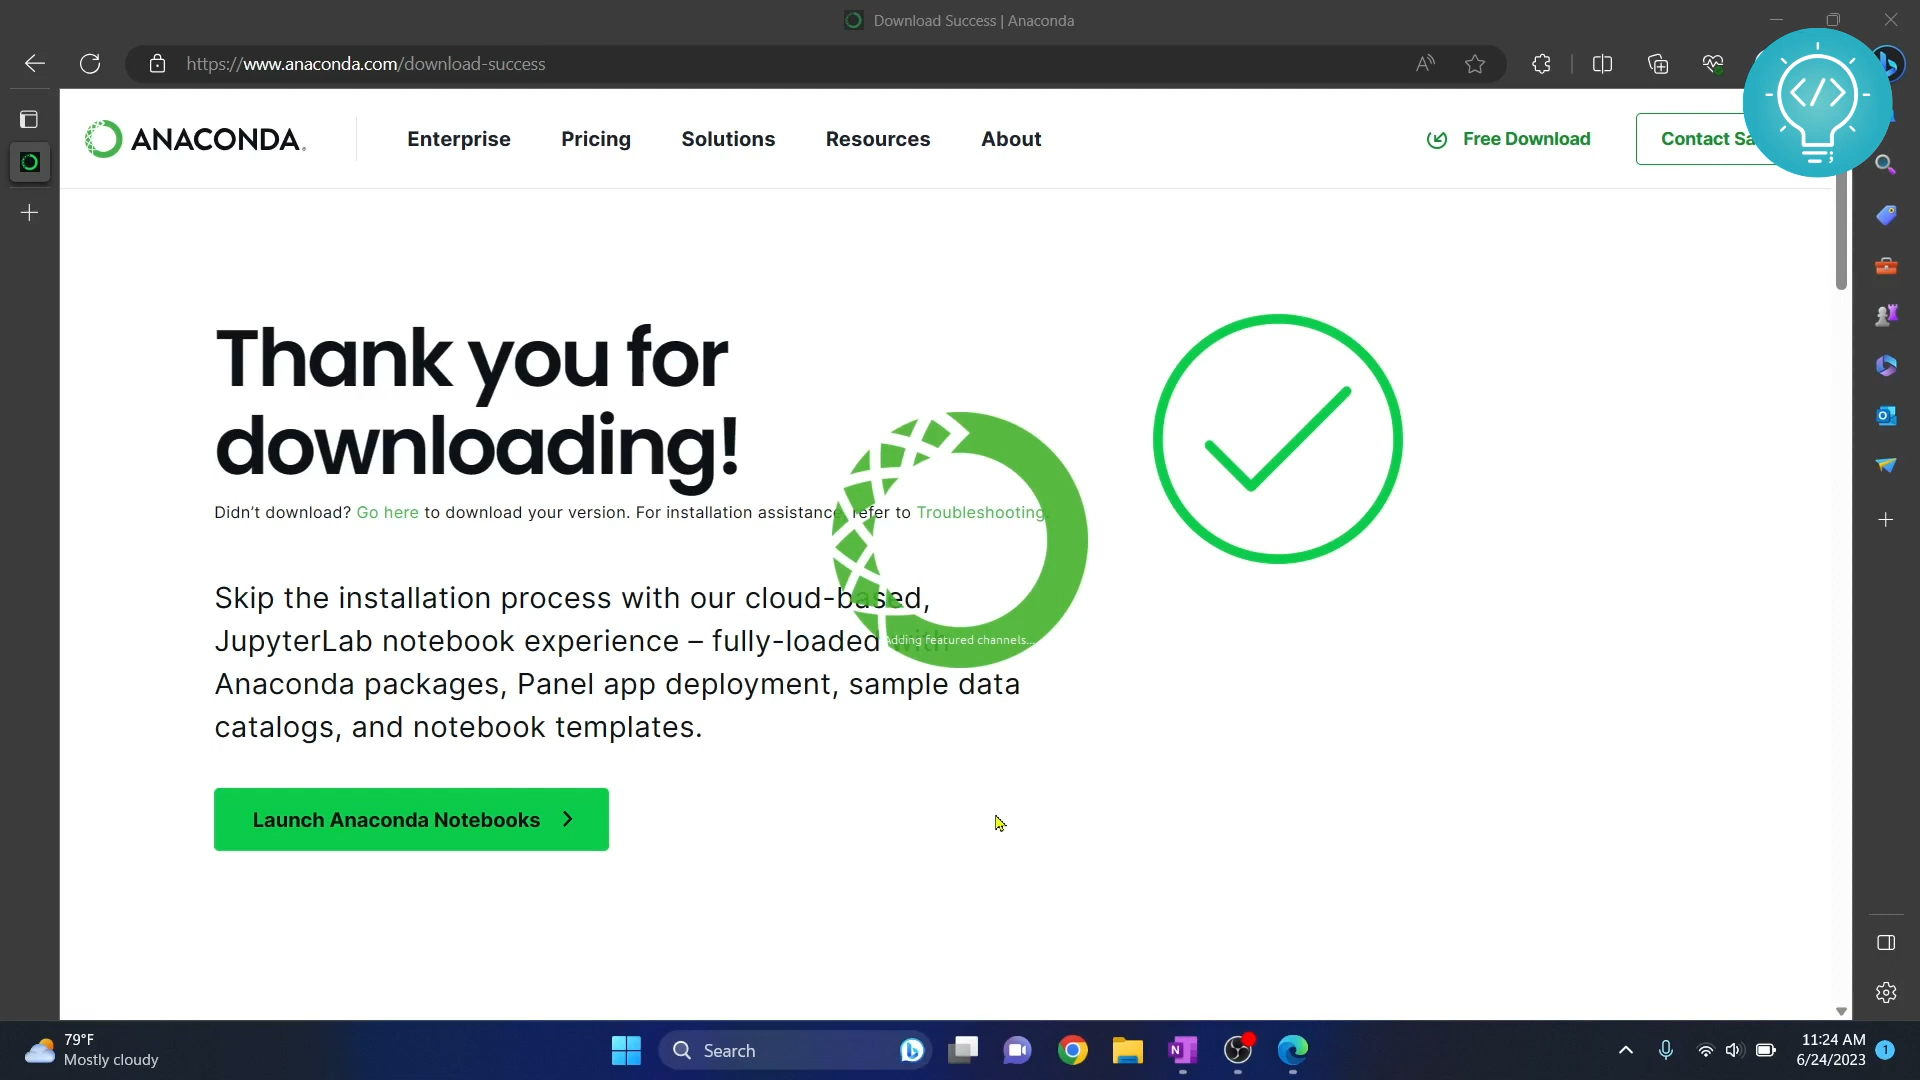 Download Success | Anaconda
https://www.anaconda.com/download-success
ANACONDA.
Enterprise
Pricing
Solutions
Resources
About
Free Download
Contact Sa
</>
Thank you for
downloading!
Didn't download? Go here to download your version. For installation assistance, refer to Troubleshooting.
Skip the installation process with our cloud-based,
JupyterLab notebook experience – fully-loaded with
Anaconda packages, Panel app deployment, sample data
catalogs, and notebook templates.
Adding featured channels...
Launch Anaconda Notebooks
79°F
Mostly cloudy
Search
11:24 AM
6/24/2023
1